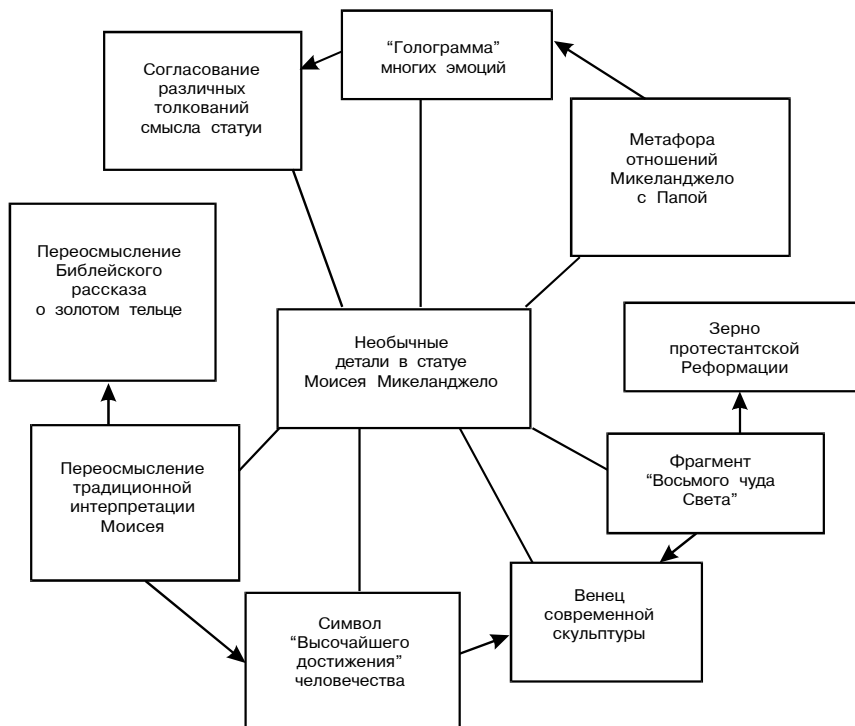 “Голограмма”
многих эмоций
Согласование
различных
толкований
смысла статуи
Метафора
отношений
Микеланджело
с Папой
Переосмысление
Библейского
рассказа
о золотом тельце
Необычные
детали в статуе
Моисея Микеланджело
Зерно
протестантской
Реформации
Переосмысление
традиционной
интерпретации
Моисея
Фрагмент
“Восьмого чуда
Света”
Символ
“Высочайшего
достижения”
человечества
Венец
современной
скульптуры